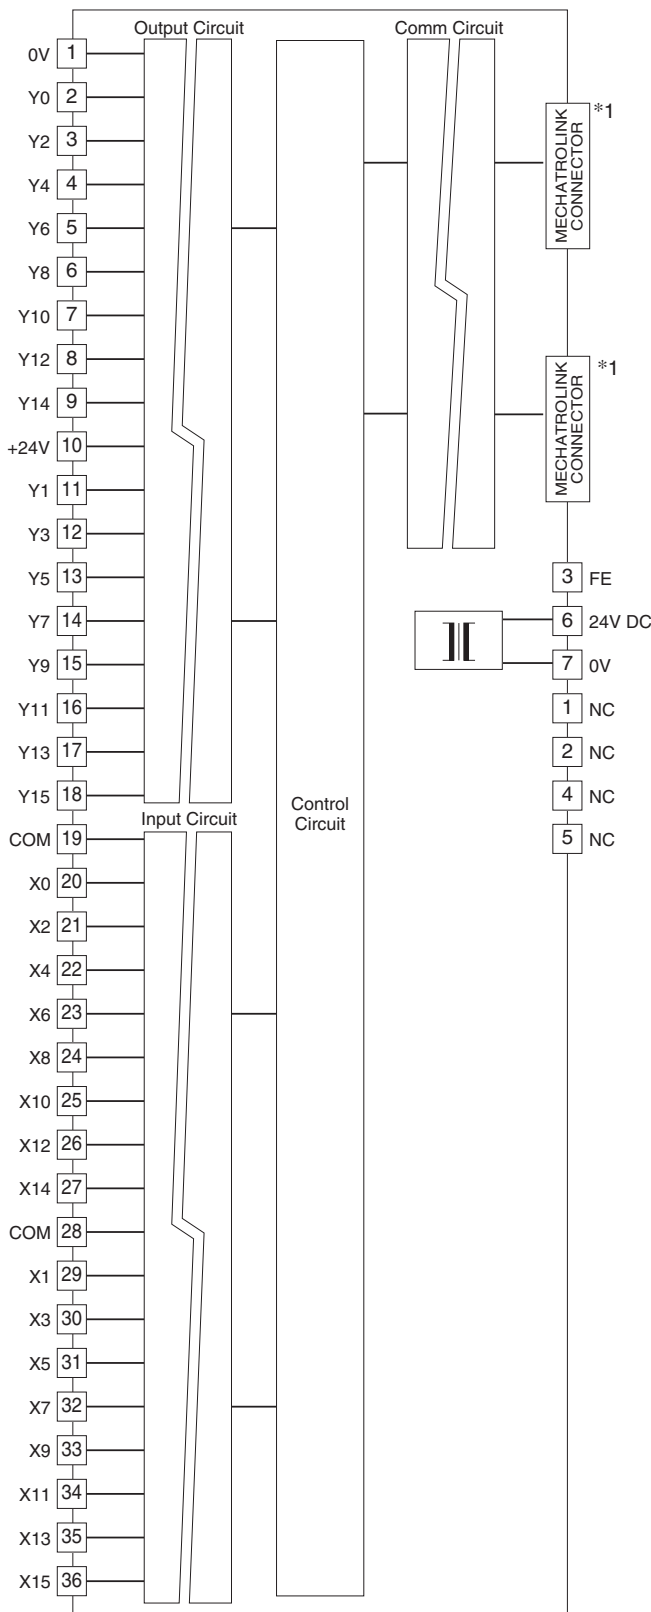 Output Circuit
Comm Circuit
0V 1
Y0 2
Y2 3
Y4 4
Y6 5
Y8 6
Y10 7
Y12 8
Y14 9
+24V 10
Y1 11
Y3 12
Y5 13
Y7 14
Y9 15
Y11 16
Y13 17
Y15 18
Input Circuit
COM 19
X0 20
X2 21
X4 22
X6 23
X8 24
X10 25
X12 26
X14 27
COM 28
X1 29
X3 30
X5 31
X7 32
X9 33
X11 34
X13 35
X15 36
Control
Circuit
MECHATROLINK
CONNECTOR
*1
MECHATROLINK
CONNECTOR
*1
3 FE
6 24V DC
7 0V
1 NC
2 NC
4 NC
5 NC